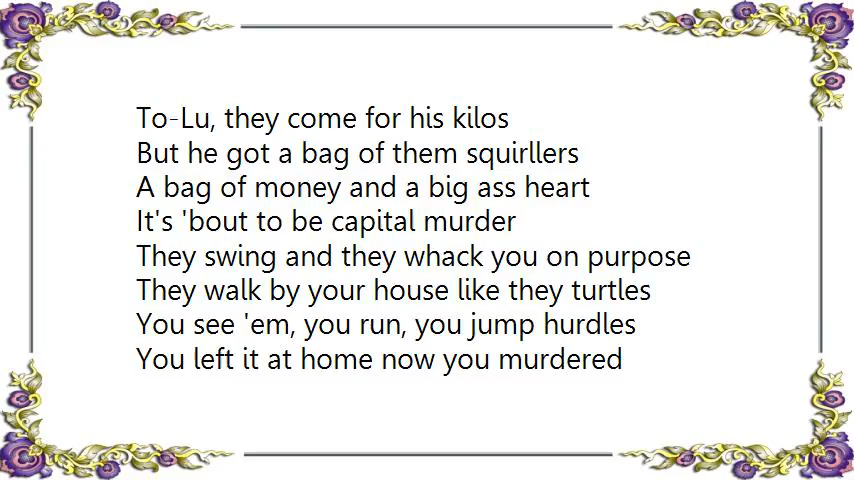 To-Lu, they come for his kilos
But he got a bag of them squirllers
A bag of money and a big ass heart
It's 'bout to be capital murder
They swing and they whack you on purpose
They walk by your house like they turtles
You see 'em, you run, you jump hurdles
You left it at home now you murdered